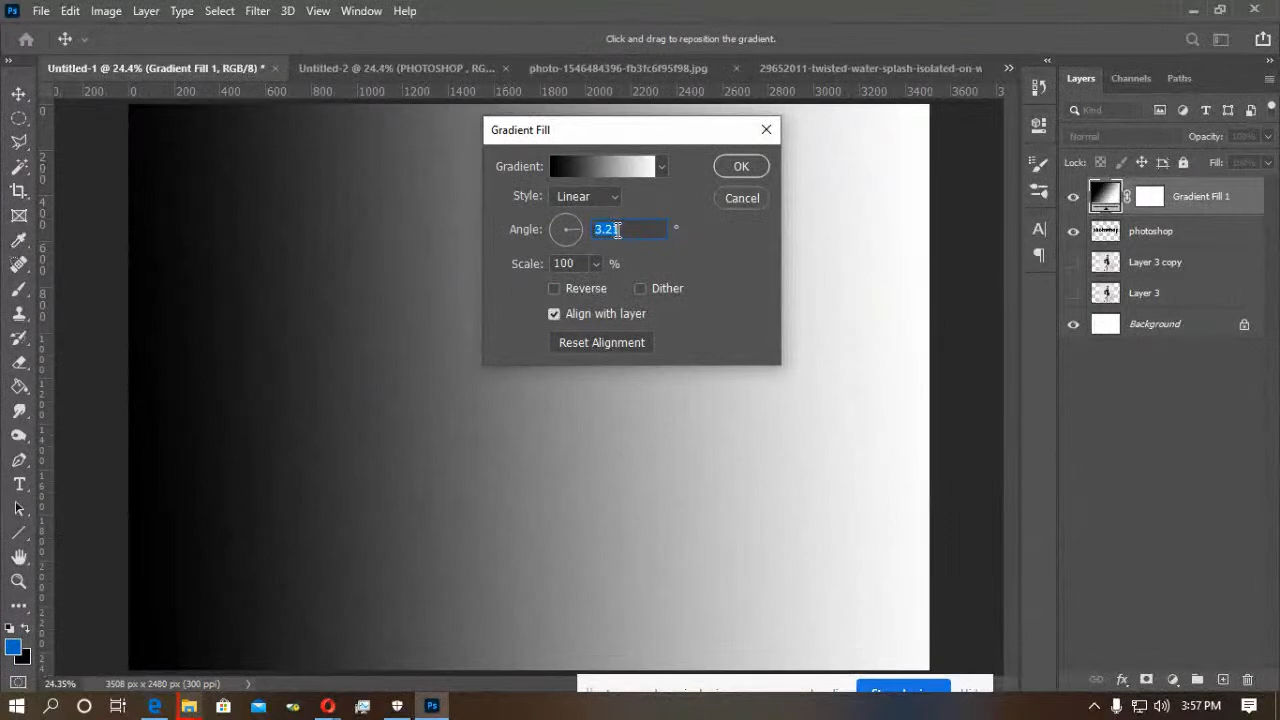 Ps File Edit Image Layer Type Select Filter 3D View Window Help
Click and drag to reposition the gradient.
Untitled-1 @ 24.4% (Gradient Fill 1, RGB/8) * × Untitled-2 @ 24.4% (PHOTOSHOP , RG... × photo-1546484396-fb3fc6f95f98.jpg × 29652011-twisted-water-splash-isolated-on-w »
200 0 200 400 600 800 1000 1200 1400 1600 1800 2000 2200 2400 2600 2800 3000 3200 3400 3600 3
Layers Channels Paths
Kind
Normal Opacity: 100%
Lock: Fill: 100%
Gradient Fill 1
photoshop
Layer 3 copy
Layer 3
Background
Gradient Fill
Gradient: OK
Style: Linear Cancel
Angle: 3.21 °
Scale: 100 %
Reverse Dither
Align with layer
Reset Alignment
24.35% 3508 px x 2480 px (300 ppi)
3:57 PM